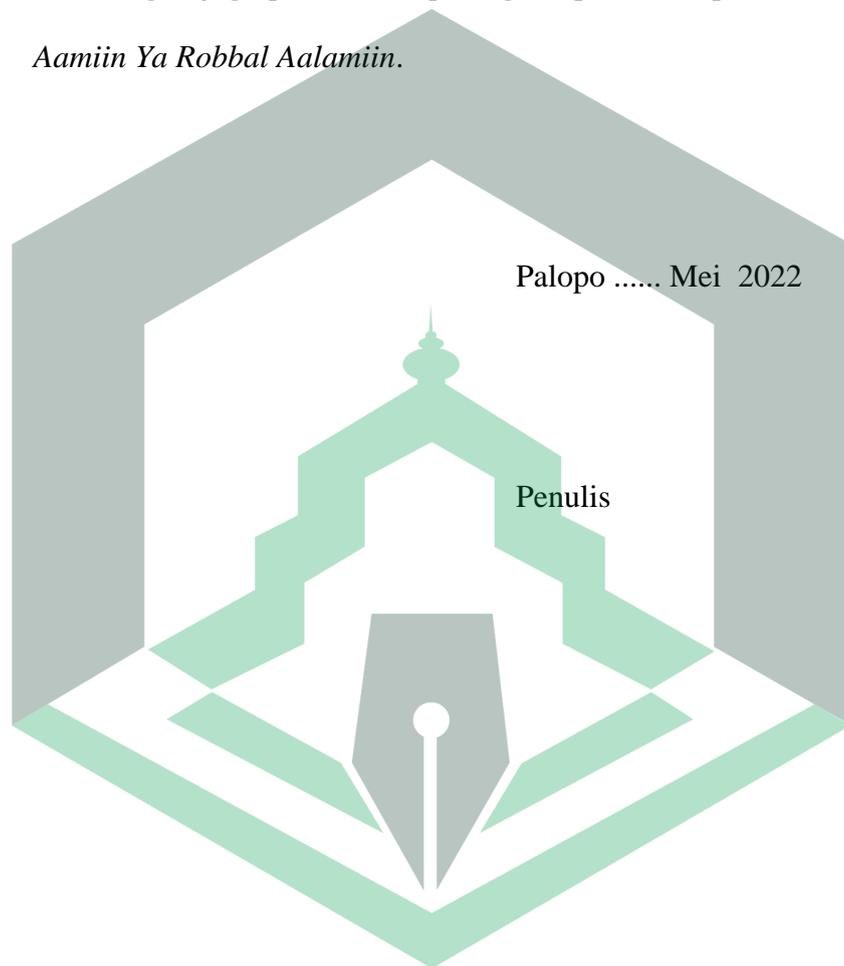 Aamiin Ya Robbal Aalamiin.
Palopo ...... Mei 2022
Penulis